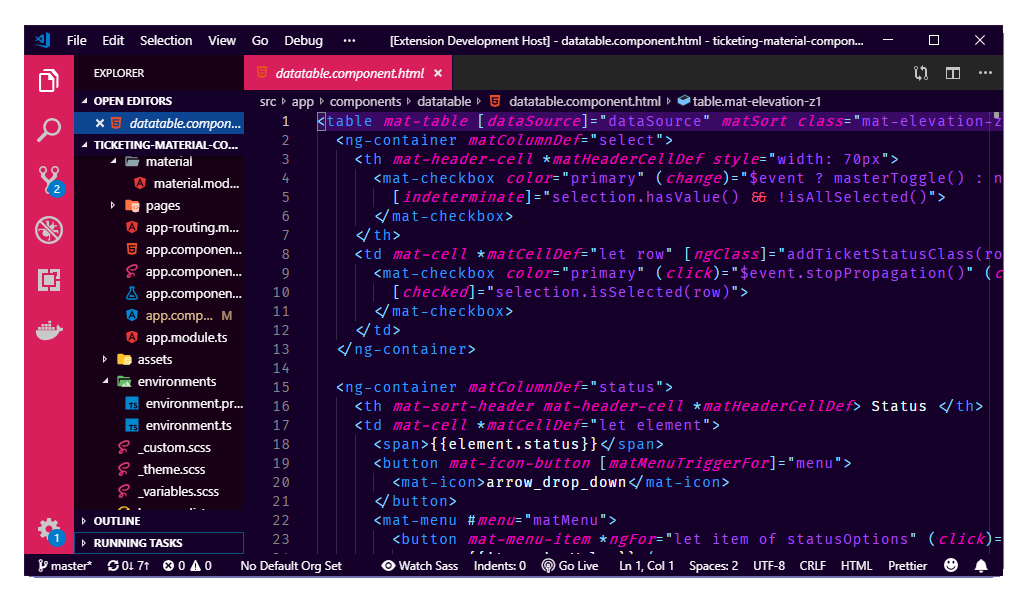 File Edit Selection View Go Debug ··· [Extension Development Host] - datatable.component.html - ticketing-material-compo...
EXPLORER
OPEN EDITORS
datatable.compon...
TICKETING-MATERIAL-CO...
material
material.mod...
pages
app-routing.m...
app.componen...
app.componen...
app.componen...
app.comp... M
app.module.ts
assets
environments
environment.pr...
environment.ts
_custom.scss
_theme.scss
_variables.scss
OUTLINE
RUNNING TASKS
2
1
datatable.component.html ×
src › app › components › datatable › datatable.component.html › table.mat-elevation-z1
1 <table mat-table [dataSource]="dataSource" matSort class="mat-elevation-z
2 <ng-container matColumnDef="select">
3 <th mat-header-cell *matHeaderCellDef style="width: 70px">
4 <mat-checkbox color="primary" (change)="$event ? masterToggle() : n
5 [indeterminate]="selection.hasValue() && !isAllSelected()">
6 </mat-checkbox>
7 </th>
8 <td mat-cell *matCellDef="let row" [ngClass]="addTicketStatusClass(ro
9 <mat-checkbox color="primary" (click)="$event.stopPropagation()" (c
10 [checked]="selection.isSelected(row)">
11 </mat-checkbox>
12 </td>
13 </ng-container>
14
15 <ng-container matColumnDef="status">
16 <th mat-sort-header mat-header-cell *matHeaderCellDef> Status </th>
17 <td mat-cell *matCellDef="let element">
18 <span>{{element.status}}</span>
19 <button mat-icon-button [matMenuTriggerFor]="menu">
20 <mat-icon>arrow_drop_down</mat-icon>
21 </button>
22 <mat-menu #menu="matMenu">
23 <button mat-menu-item *ngFor="let item of statusOptions" (click)=
master* 0↓ 7↑ 0 0 No Default Org Set Watch Sass Indents: 0 Go Live Ln 1, Col 1 Spaces: 2 UTF-8 CRLF HTML Prettier